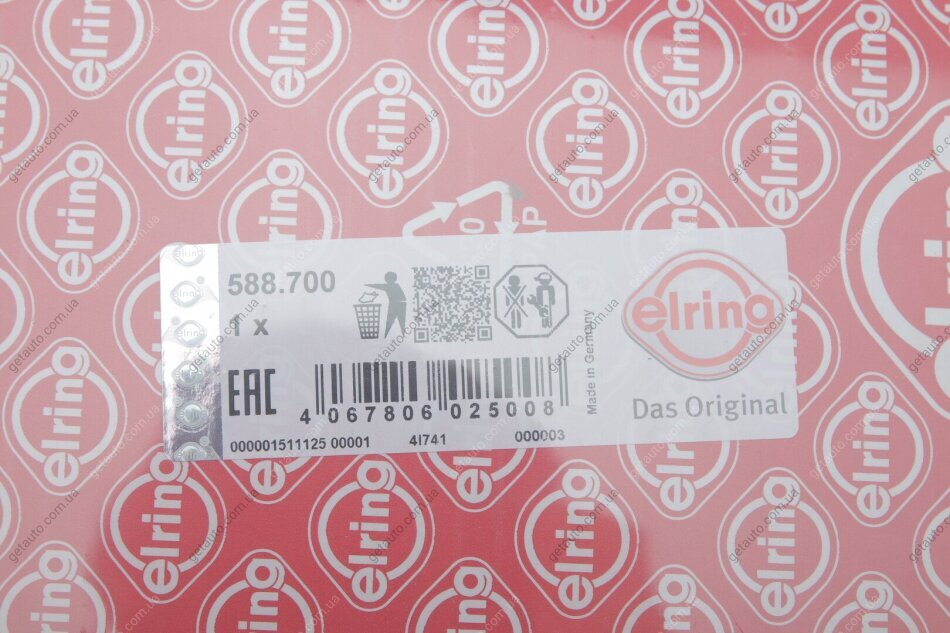 588.700
1 x
EAC
4 067806 025008
000001511125 00001 4I741 000003
Made in Germany
elring
Das Original
PAP
getauto.com.ua